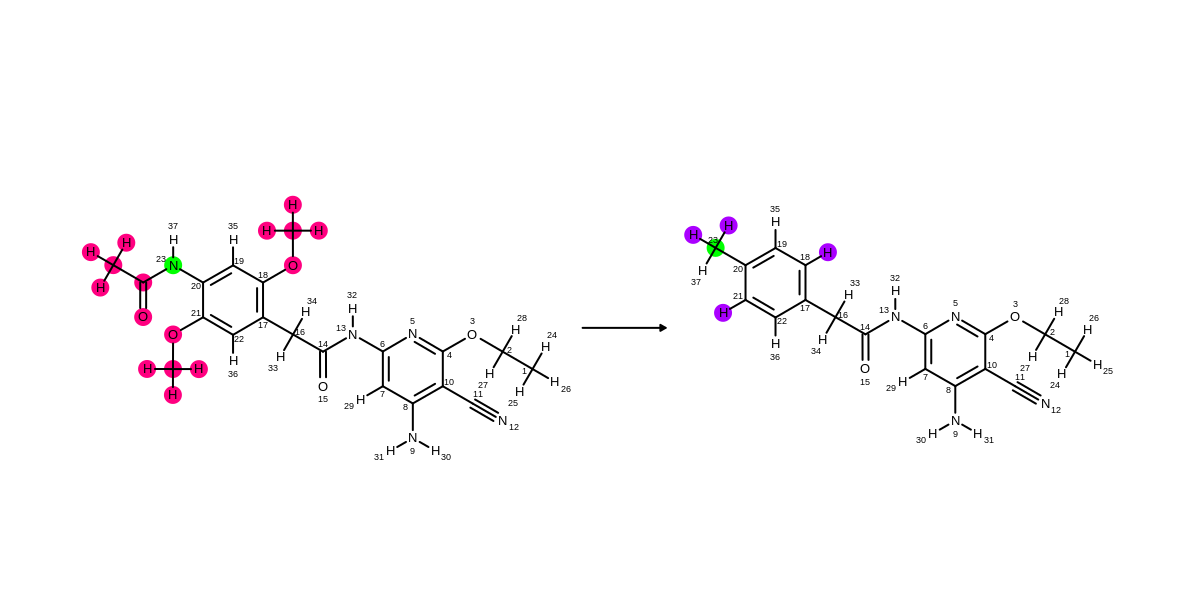 H
37 35 H H
H H 23 N H 19 18 O
H 20 34 32
O 21 H H
O 22 17 16 13 N 5 N 3 O 28 H 24
H H H H 14 6 4 2 H
36 33 O 7 10 H 1 H 26
H 15 29 H 8 11 27 H 25
N 12
31 H N H 30
9
35
H H H
23 19 18 H
H 20 33 32
37 21 H H
H 22 17 16 13 N 5 N 3 O 28 H 26
H H 14 6 4 2 H
36 34 O 7 10 H 1 H 25
15 29 H 8 11 27 H 24
N 12
30 H N H 31
9